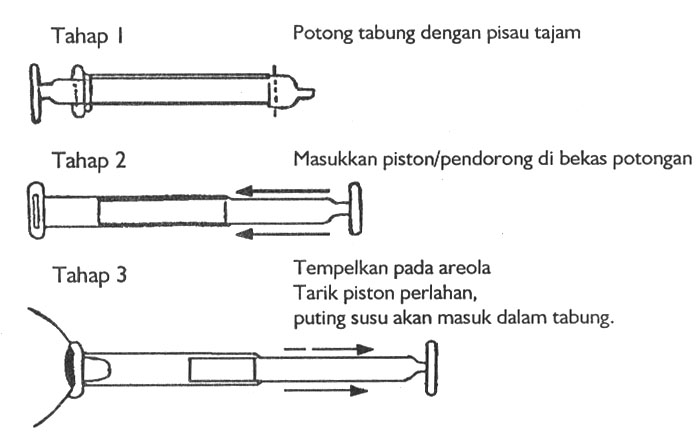 Tahap 1
Potong tabung dengan pisau tajam
Tahap 2
Masukkan piston/pendorong di bekas potongan
Tahap 3
Tempelkan pada areola
Tarik piston perlahan,
puting susu akan masuk dalam tabung.